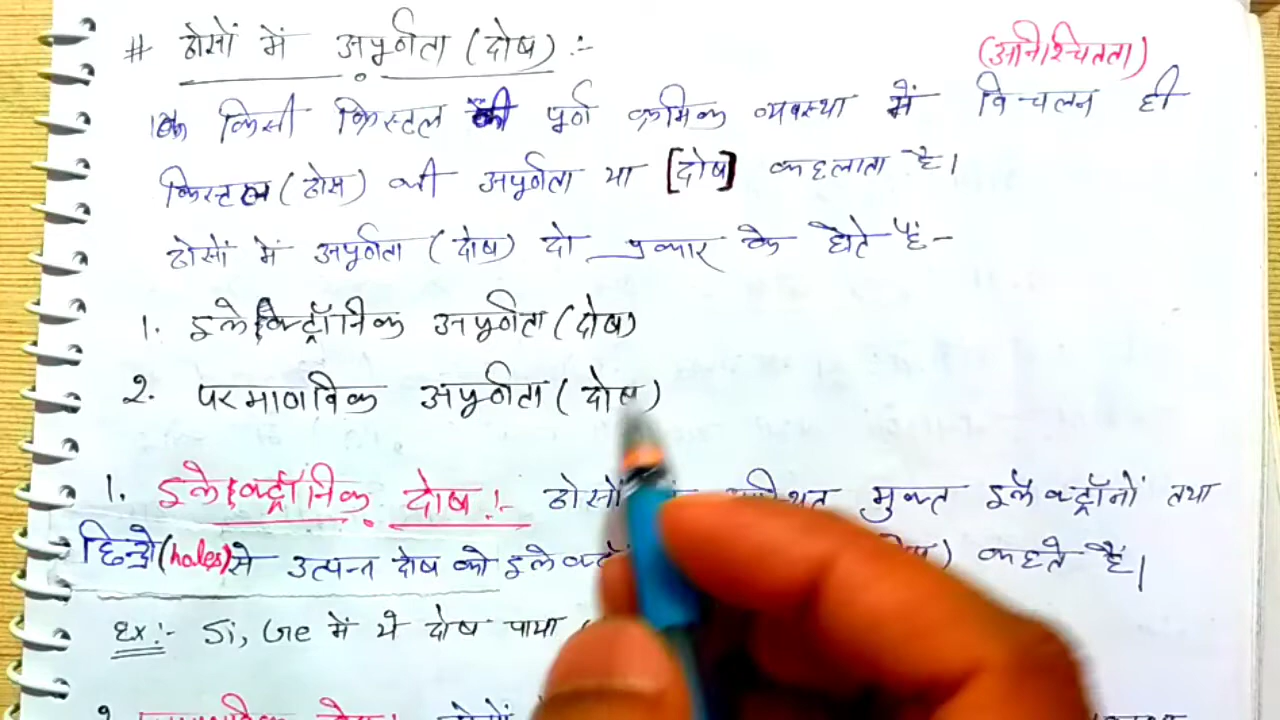 # ठोसों में अपूर्णता (दोष) :-
(अनिश्चितता)
किसी क्रिस्टल की पूर्ण क्रमिक व्यवस्था में विचलन ही
क्रिस्टल (ठोस) की अपूर्णता या [दोष] कहलाता है।
ठोसों में अपूर्णता (दोष) दो प्रकार के होते हैं-
1. इलेक्ट्रॉनिक अपूर्णता (दोष)
2. परमाणविक अपूर्णता (दोष)
1. इलेक्ट्रॉनिक दोष :- ठोसों मुक्त इलेक्ट्रॉनों तथा
छिद्रो (holes) से उत्पन्न दोष को कहते हैं।
Ex:- Si, Ge में ये दोष पाया